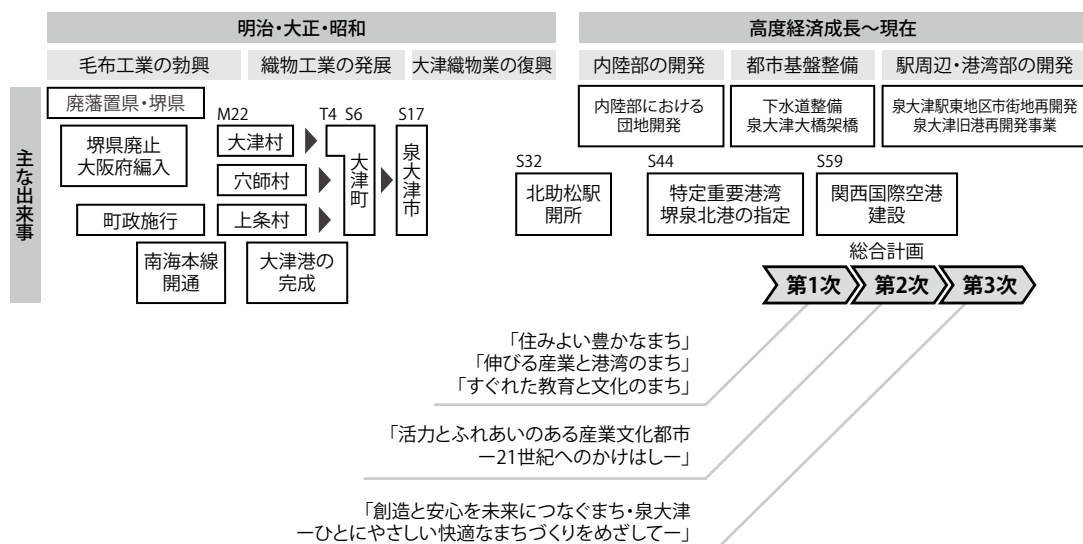 明治・大正・昭和
高度経済成長～現在
毛布工業の勃興
織物工業の発展
大津織物業の復興
内陸部の開発
都市基盤整備
駅周辺・港湾部の開発
主な出来事
廃藩置県・堺県
堺県廃止
大阪府編入
町政施行
南海本線
開通
M22
大津村
穴師村
上条村
大津港の
完成
T4 S6
大津町
S17
泉大津市
内陸部における
団地開発
下水道整備
泉大津大橋架橋
泉大津駅東地区市街地再開発
泉大津旧港再開発事業
S32
北助松駅
開所
S44
特定重要港湾
堺泉北港の指定
S59
関西国際空港
建設
総合計画
第1次
第2次
第3次
「住みよい豊かなまち」
「伸びる産業と港湾のまち」
「すぐれた教育と文化のまち」
「活力とふれあいのある産業文化都市
ー21世紀へのかけはしー」
「創造と安心を未来につなぐまち・泉大津
ーひとにやさしい快適なまちづくりをめざしてー」